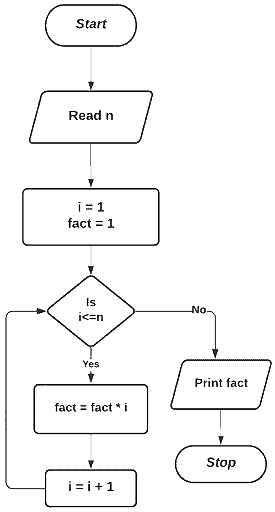 Start
Read n
i = 1
fact = 1
Is
i<=n
No
Yes
fact = fact * i
Print fact
i = i + 1
Stop